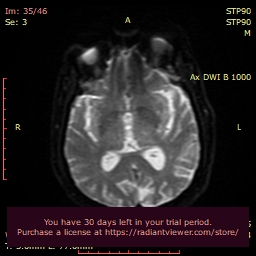 Im: 35/46
Se: 3
STP90
STP90
M
A
Ax DWI B 1000
R
L
You have 30 days left in your trial period.
Purchase a license at https://radiantviewer.com/store/